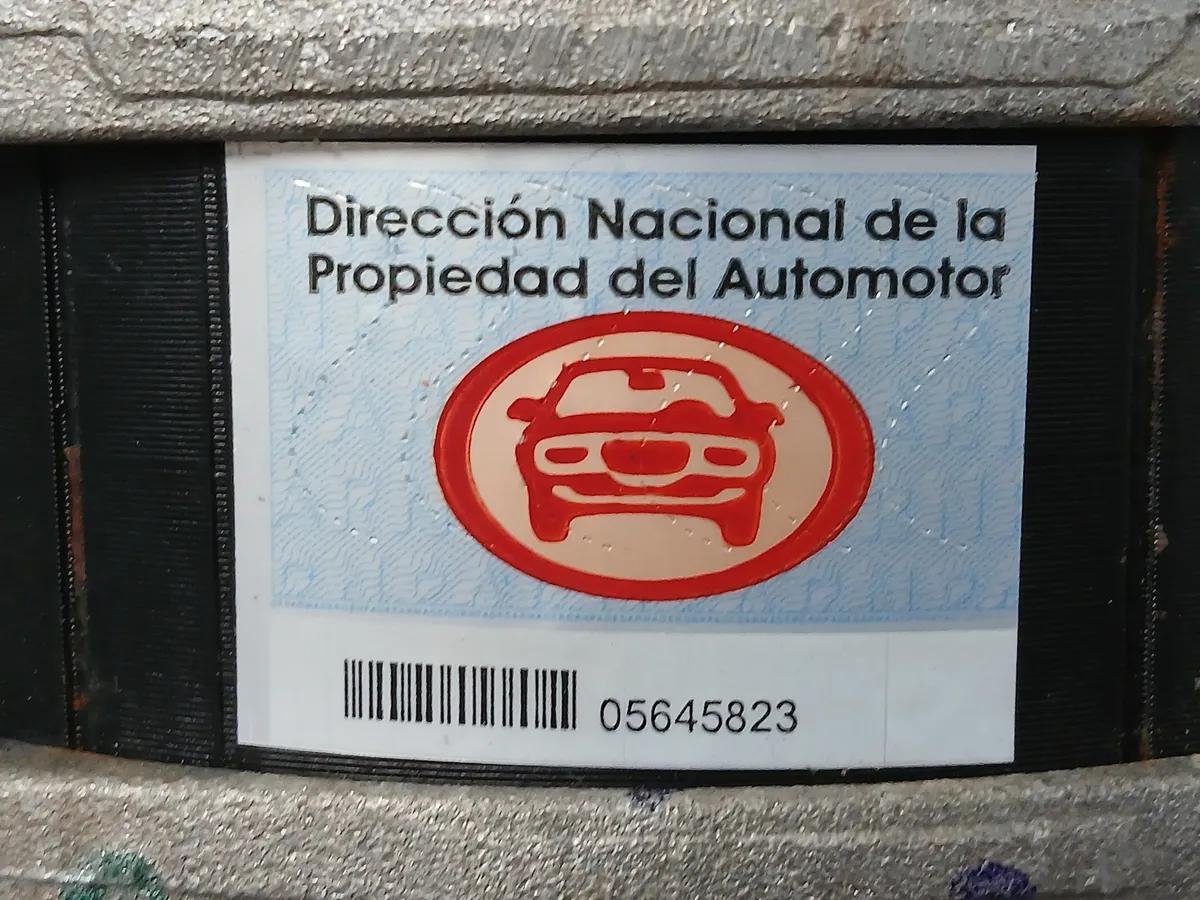 Dirección Nacional de la
Propiedad del Automotor
05645823